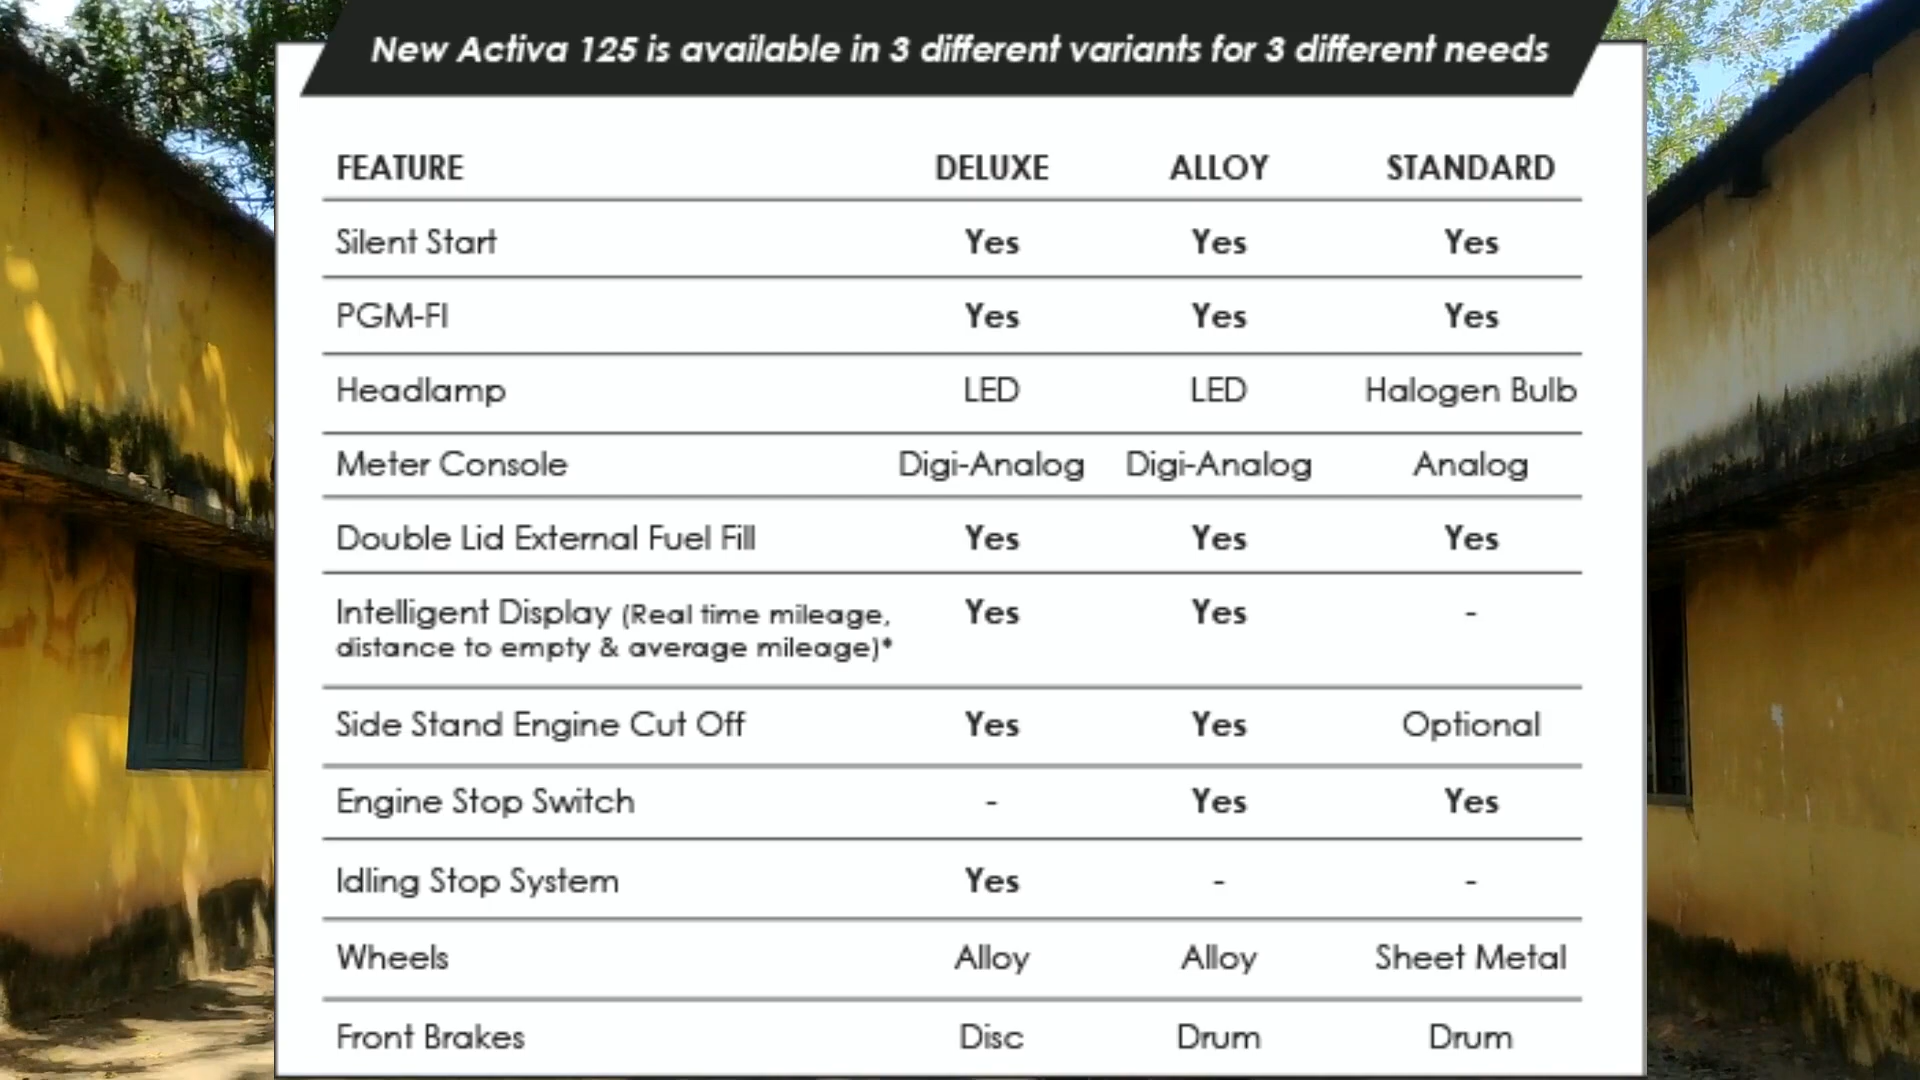 New Activa 125 is available in 3 different variants for 3 different needs
FEATURE DELUXE ALLOY STANDARD
Silent Start Yes Yes Yes
PGM-FI Yes Yes Yes
Headlamp LED LED Halogen Bulb
Meter Console Digi-Analog Digi-Analog Analog
Double Lid External Fuel Fill Yes Yes Yes
Intelligent Display (Real time mileage, Yes Yes -
distance to empty & average mileage)*
Side Stand Engine Cut Off Yes Yes Optional
Engine Stop Switch - Yes Yes
Idling Stop System Yes - -
Wheels Alloy Alloy Sheet Metal
Front Brakes Disc Drum Drum